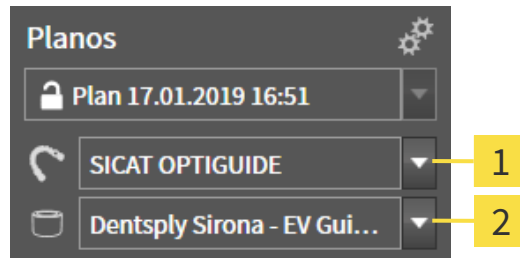 Planos
Plan 17.01.2019 16:51
SICAT OPTIGUIDE
1
Dentsply Sirona - EV Gui...
2